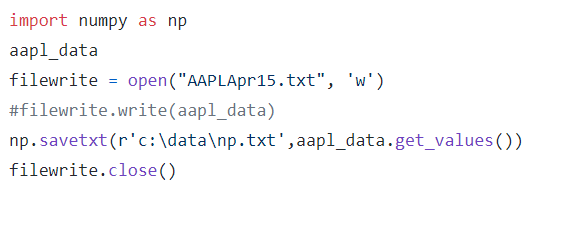 import numpy as np
aapl_data
filewrite = open("AAPLApr15.txt", 'w')
#filewrite.write(aapl_data)
np.savetxt(r'c:\data\np.txt',aapl_data.get_values())
filewrite.close()